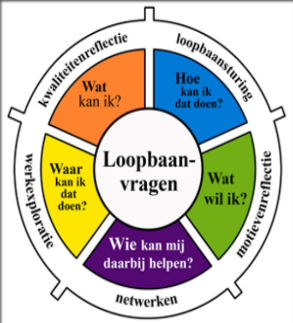 Loopbaan-
vragen
kwaliteitenreflectie
Wat
kan ik?
loopbaansturing
Hoe
kan ik
dat doen?
motievenreflectie
Wat
wil ik?
netwerken
Wie kan mij
daarbij helpen?
werkexploratie
Waar
kan ik
dat
doen?